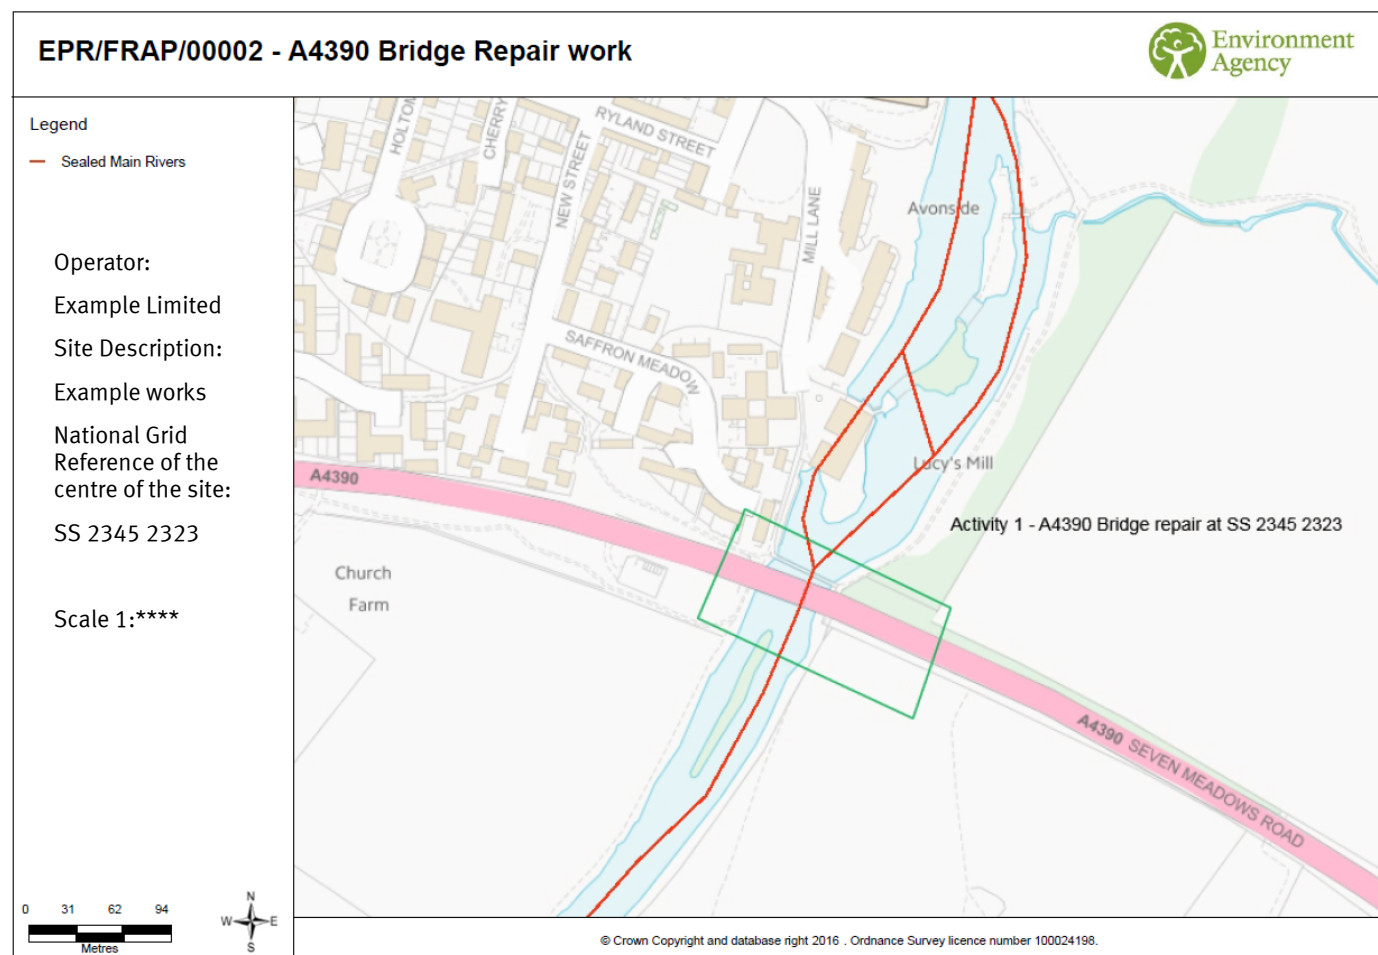 EPR/FRAP/00002 - A4390 Bridge Repair work
Environment
Agency
Legend
Sealed Main Rivers
Operator:
Example Limited
Site Description:
Example works
National Grid
Reference of the
centre of the site:
SS 2345 2323
Scale 1:****
0 31 62 94
Metres
N
W E
S
HOLTOM
CHERRY
NEW STREET
RYLAND STREET
MILL LANE
Avonside
SAFFRON MEADOW
Lucy's Mill
A4390
Activity 1 - A4390 Bridge repair at SS 2345 2323
Church
Farm
A4390 SEVEN MEADOWS ROAD
© Crown Copyright and database right 2016 . Ordnance Survey licence number 100024198.